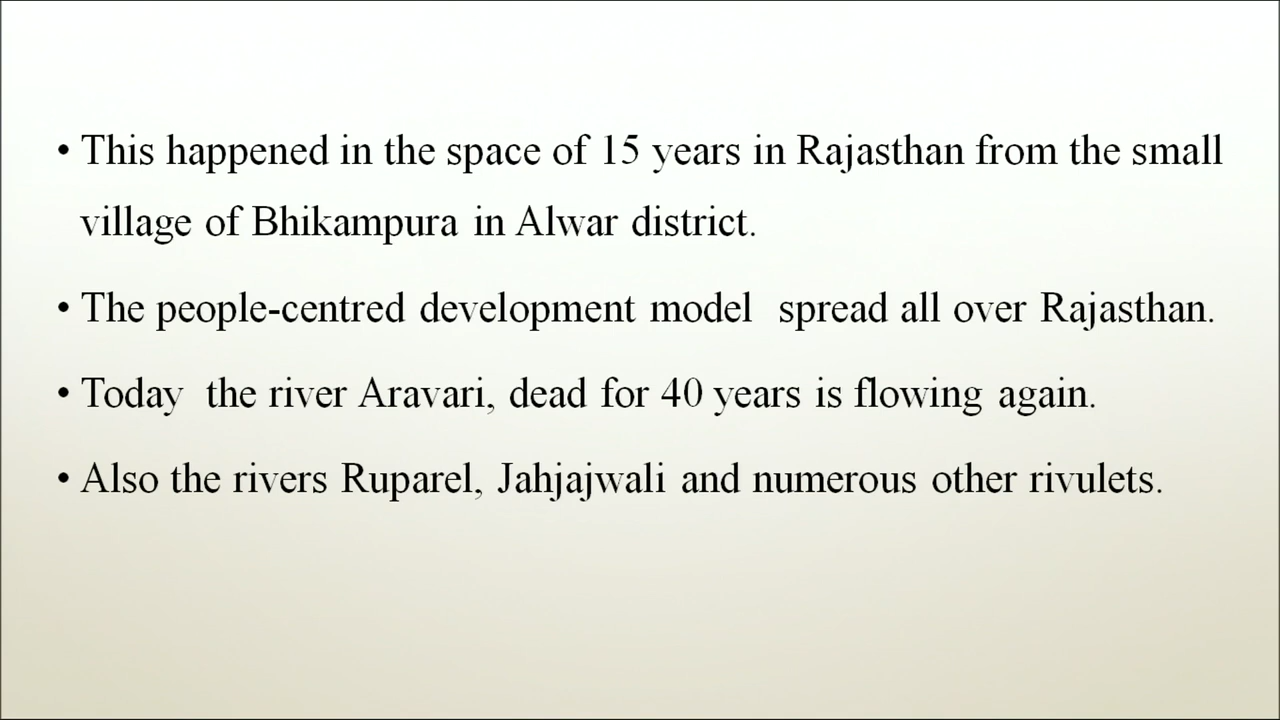 • This happened in the space of 15 years in Rajasthan from the small
village of Bhikampura in Alwar district.
• The people-centred development model spread all over Rajasthan.
• Today the river Aravari, dead for 40 years is flowing again.
• Also the rivers Ruparel, Jahjajwali and numerous other rivulets.